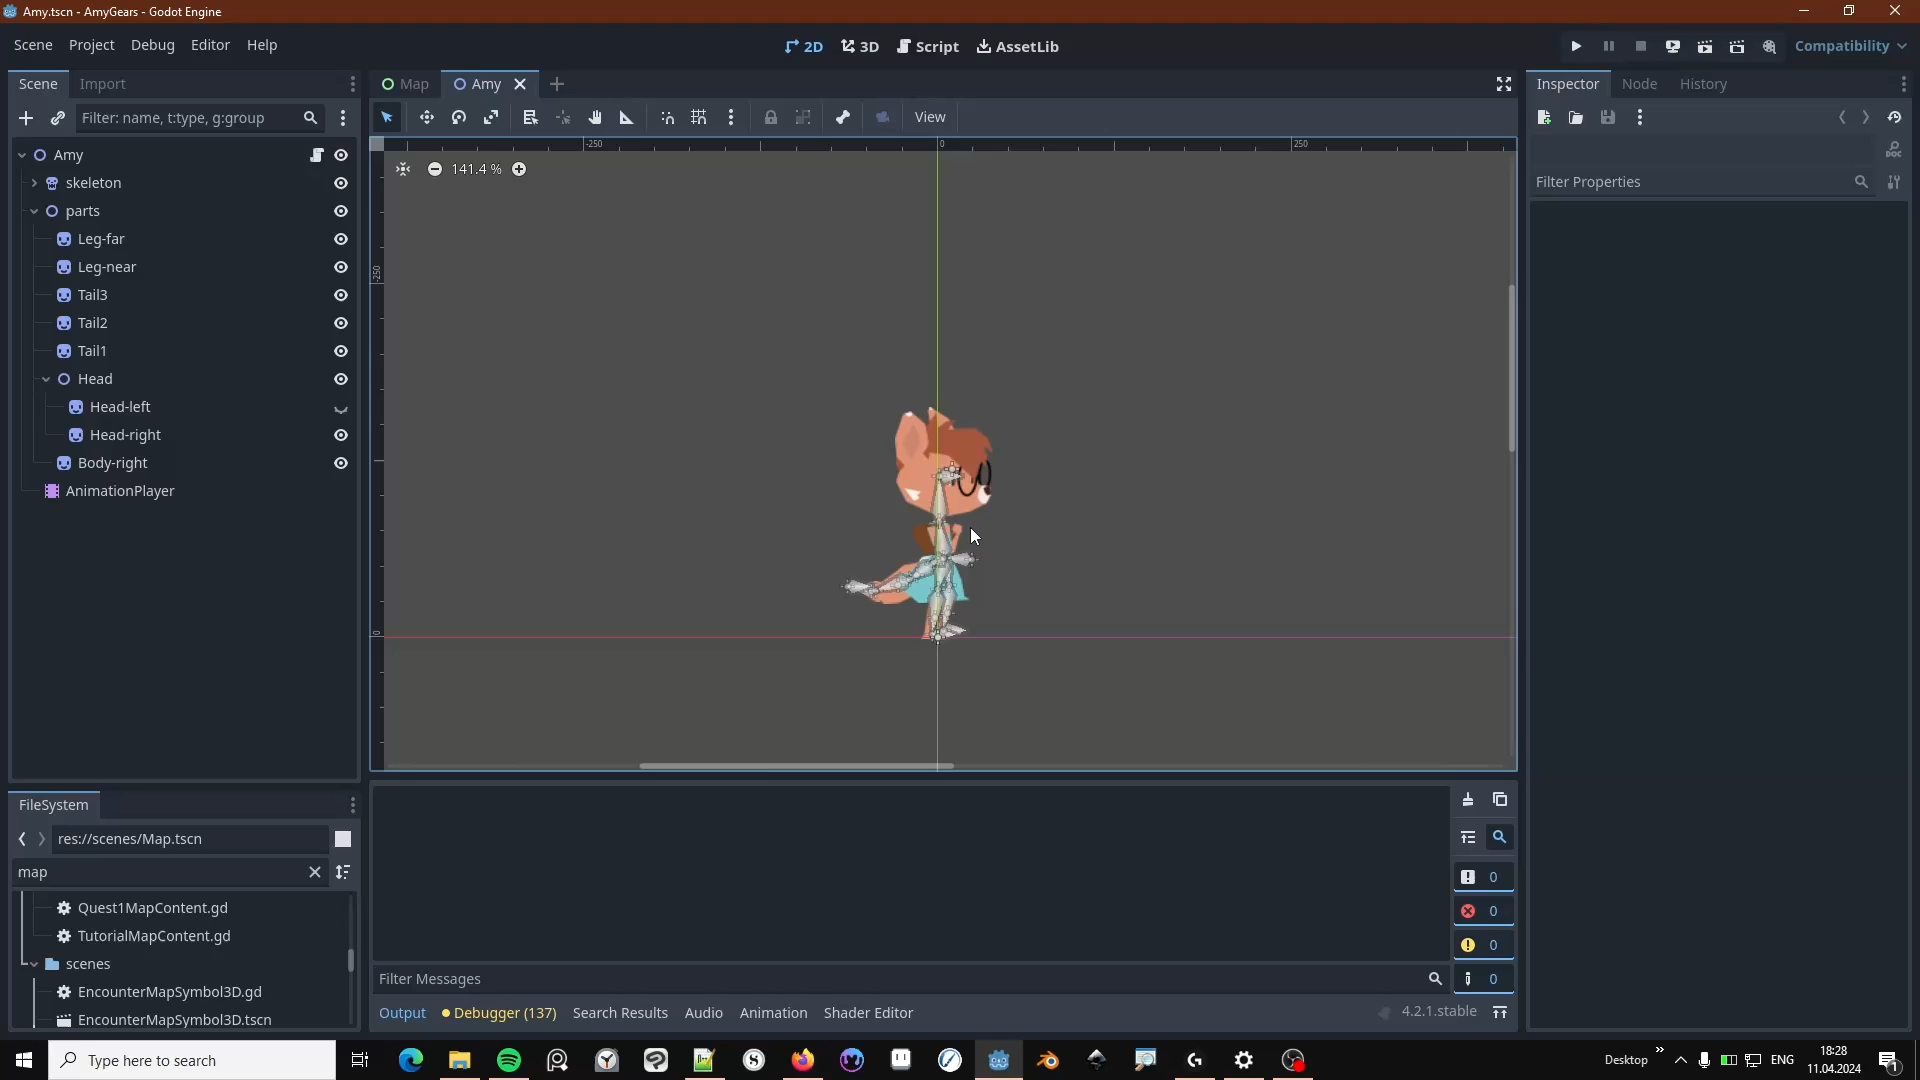 Amy.tscn - AmyGears - Godot Engine
Scene Project Debug Editor Help
2D 3D Script AssetLib
Compatibility
Scene Import
Map Amy
Inspector Node History
Filter: name, t:type, g:group
View
Amy
skeleton
parts
Leg-far
Leg-near
Tail3
Tail2
Tail1
Head
Head-left
Head-right
Body-right
AnimationPlayer
-250 0 250
141.4 %
-250
0
DOC
Filter Properties
FileSystem
res://scenes/Map.tscn
map
Quest1MapContent.gd
TutorialMapContent.gd
scenes
EncounterMapSymbol3D.gd
EncounterMapSymbol3D.tscn
0
0
0
0
Filter Messages
Output Debugger (137) Search Results Audio Animation Shader Editor
4.2.1.stable
Type here to search
Desktop
ENG
18:28
11.04.2024
1